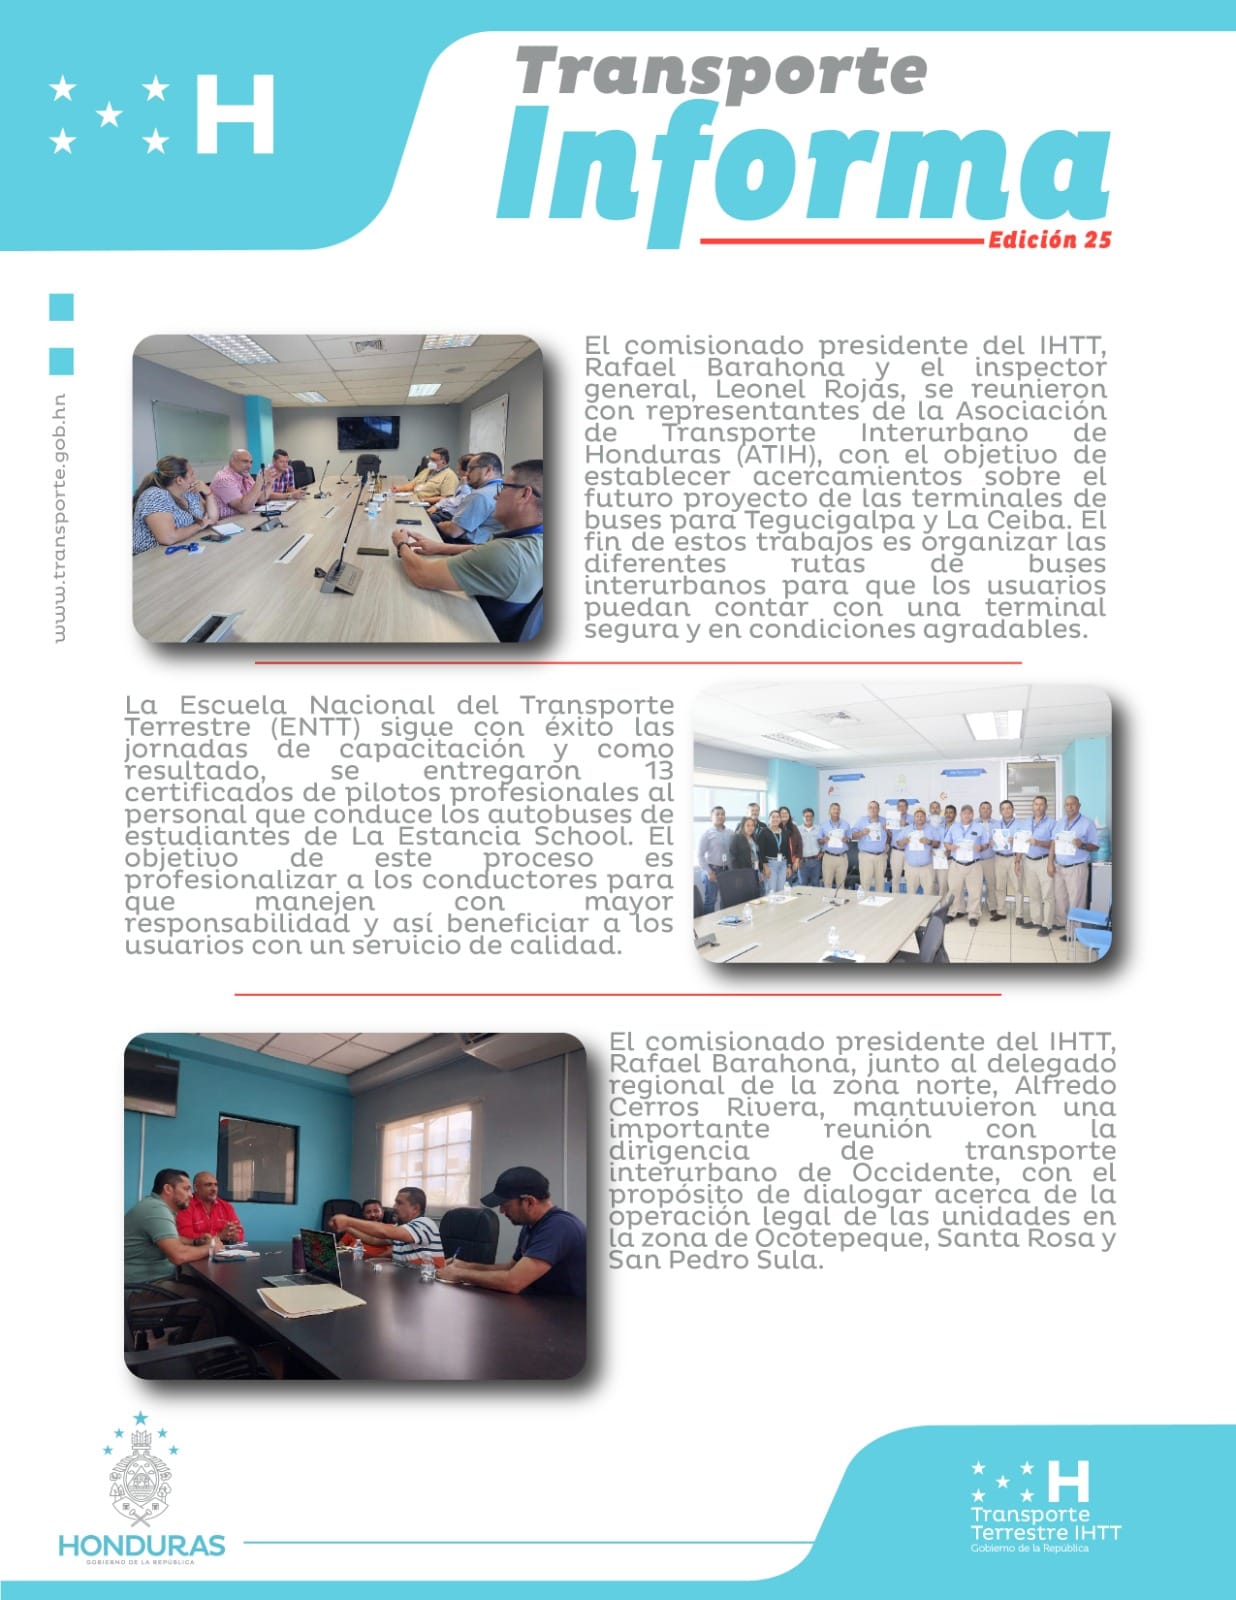 H
Transporte
Informa
Edición 25
www.transporte.gob.hn
El comisionado presidente del IHTT,
Rafael Barahona y el inspector
general, Leonel Rojas, se reunieron
con representantes de la Asociación
de Transporte Interurbano de
Honduras (ATIH), con el objetivo de
establecer acercamientos sobre el
futuro proyecto de las terminales de
buses para Tegucigalpa y La Ceiba. El
fin de estos trabajos es organizar las
diferentes rutas de buses
interurbanos para que los usuarios
puedan contar con una terminal
segura y en condiciones agradables.
La Escuela Nacional del Transporte
Terrestre (ENTT) sigue con éxito las
jornadas de capacitación y como
resultado, se entregaron 13
certificados de pilotos profesionales al
personal que conduce los autobuses de
estudiantes de La Estancia School. El
objetivo de este proceso es
profesionalizar a los conductores para
que manejen con mayor
responsabilidad y así beneficiar a los
usuarios con un servicio de calidad.
El comisionado presidente del IHTT,
Rafael Barahona, junto al delegado
regional de la zona norte, Alfredo
Cerros Rivera, mantuvieron una
importante reunión con la
dirigencia de transporte
interurbano de Occidente, con el
propósito de dialogar acerca de la
operación legal de las unidades en
la zona de Ocotepeque, Santa Rosa y
San Pedro Sula.
HONDURAS
GOBIERNO DE LA REPÚBLICA
H
Transporte
Terrestre IHTT
Gobierno de la República